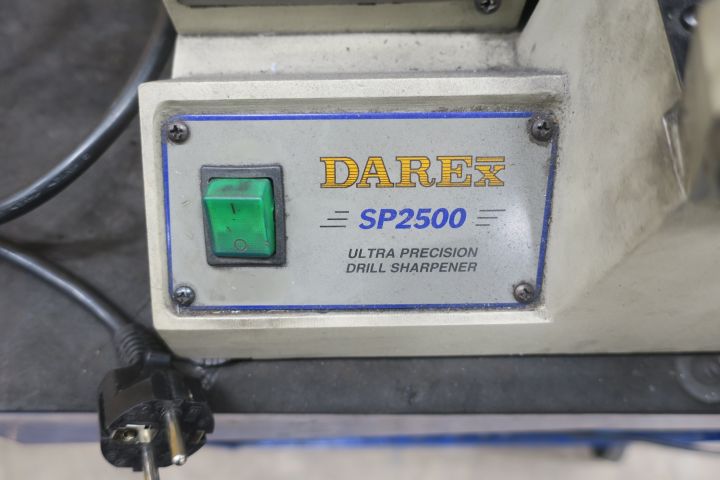 DAREX
SP2500
ULTRA PRECISION
DRILL SHARPENER
I
O